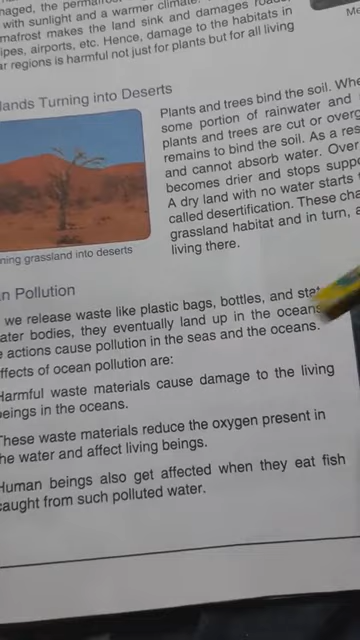 with sunlight and a warmer climate.
mafrost makes the land sink and damages roads,
ipes, airports, etc. Hence, damage to the habitats in
ar regions is harmful not just for plants but for all living
lands Turning into Deserts
Plants and trees bind the soil. Whe
some portion of rainwater and
plants and trees are cut or overg
remains to bind the soil. As a res
and cannot absorb water. Over
becomes drier and stops suppo
A dry land with no water starts
called desertification. These cha
grassland habitat and in turn, a
living there.
ning grassland into deserts
n Pollution
we release waste like plastic bags, bottles, and
ater bodies, they eventually land up in the oceans
e actions cause pollution in the seas and the oceans.
ffects of ocean pollution are:
Harmful waste materials cause damage to the living
beings in the oceans.
These waste materials reduce the oxygen present in
he water and affect living beings.
Human beings also get affected when they eat fish
caught from such polluted water.